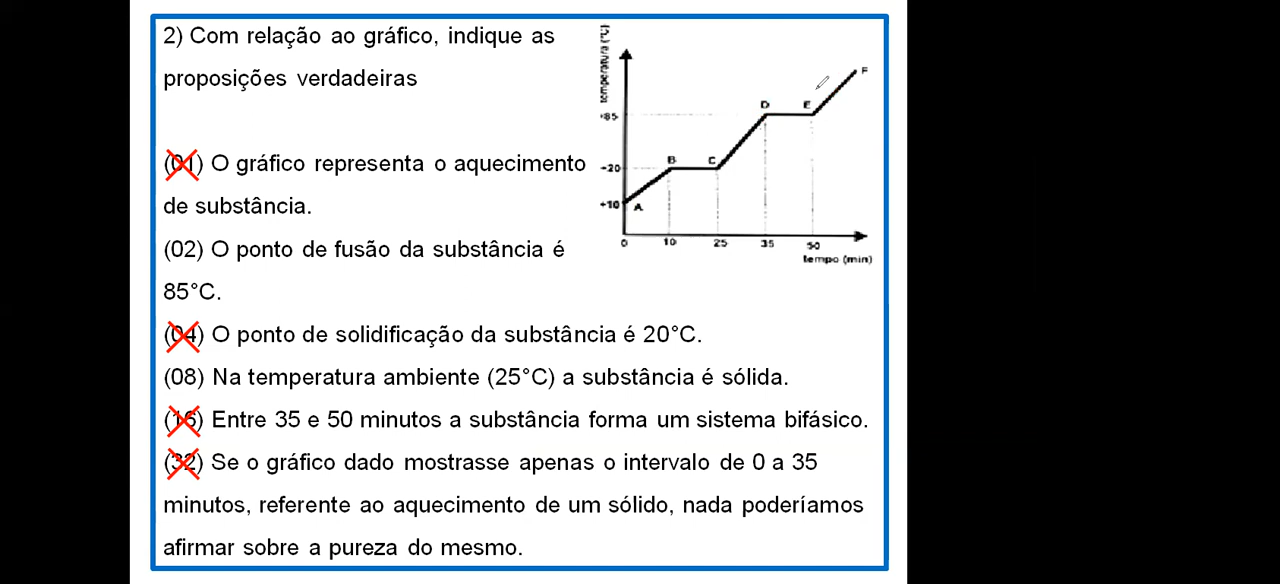 2) Com relação ao gráfico, indique as
proposições verdadeiras
(01) O gráfico representa o aquecimento
de substância.
(02) O ponto de fusão da substância é
85°C.
(04) O ponto de solidificação da substância é 20°C.
(08) Na temperatura ambiente (25°C) a substância é sólida.
(16) Entre 35 e 50 minutos a substância forma um sistema bifásico.
(32) Se o gráfico dado mostrasse apenas o intervalo de 0 a 35
minutos, referente ao aquecimento de um sólido, nada poderíamos
afirmar sobre a pureza do mesmo.
temperatura (°C)
F
D E
+85
B C
+20
+10
A
0 10 25 35 50
tempo (min)